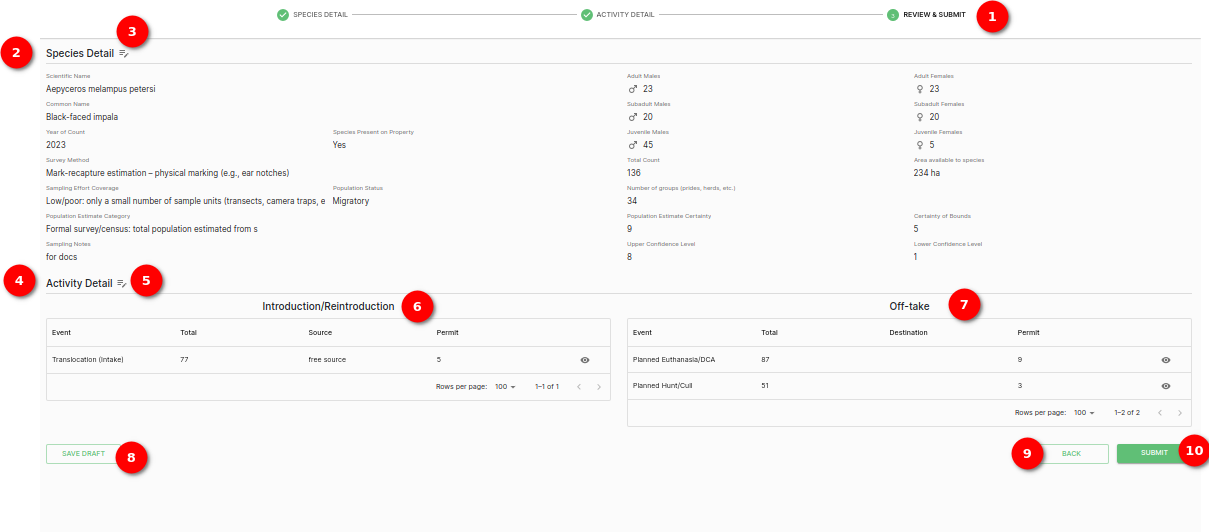 SPECIES DETAIL
ACTIVITY DETAIL
3 REVIEW & SUBMIT
1
3
2
Species Detail
Scientific Name
Aepyceros melampus petersi
Common Name
Black-faced impala
Year of Count
2023
Species Present on Property
Yes
Survey Method
Mark-recapture estimation – physical marking (e.g., ear notches)
Sampling Effort Coverage
Low/poor: only a small number of sample units (transects, camera traps, e
Population Status
Migratory
Population Estimate Category
Formal survey/census: total population estimated from s
Sampling Notes
for docs
Adult Males
♂ 23
Adult Females
♀ 23
Subadult Males
♂ 20
Subadult Females
♀ 20
Juvenile Males
♂ 45
Juvenile Females
♀ 5
Total Count
136
Area available to species
234 ha
Number of groups (prides, herds, etc.)
34
Population Estimate Certainty
9
Certainty of Bounds
5
Upper Confidence Level
8
Lower Confidence Level
1
4
Activity Detail
5
Introduction/Reintroduction
6
Event Total Source Permit
Translocation (Intake) 77 free source 5
Rows per page: 100 1–1 of 1
Off-take
7
Event Total Destination Permit
Planned Euthanasia/DCA 87 9
Planned Hunt/Cull 51 3
Rows per page: 100 1–2 of 2
SAVE DRAFT
8
9
BACK
SUBMIT
10